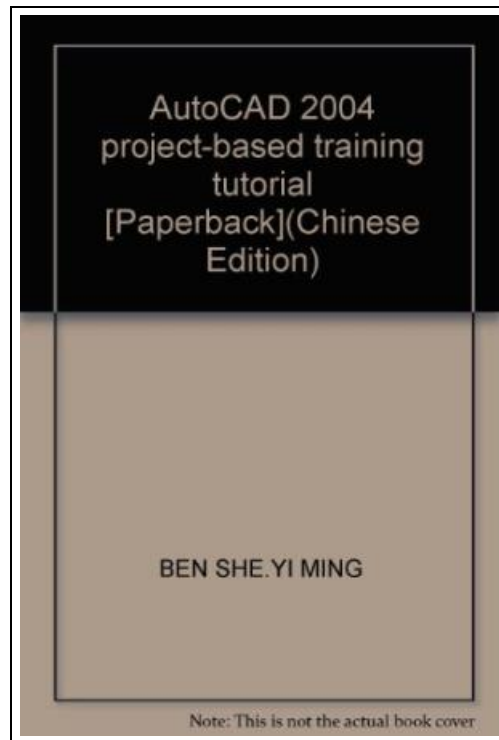 AutoCAD 2004
project-based training
tutorial
[Paperback](Chinese
Edition)
BEN SHE.YI MING
Note: This is not the actual book cover